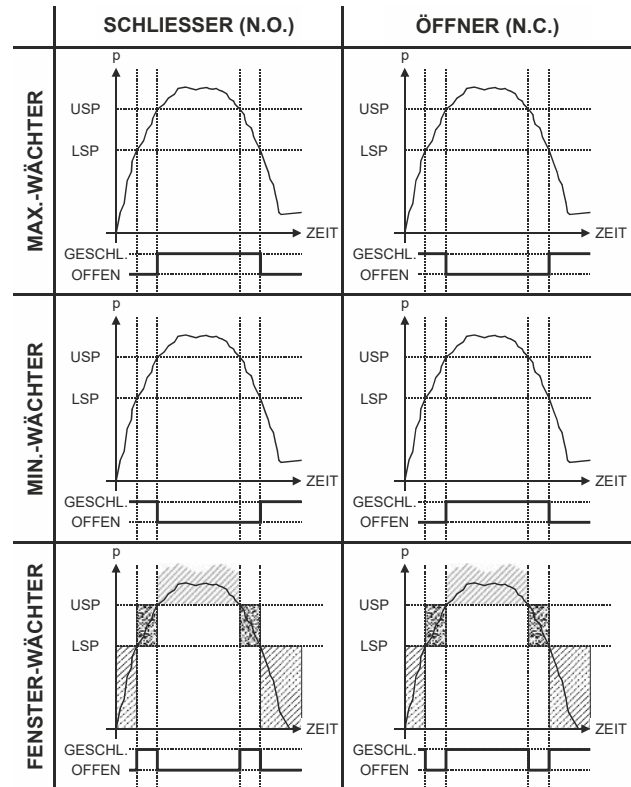 SCHLIESSER (N.O.)
ÖFFNER (N.C.)
MAX.-WÄCHTER
p
USP
LSP
ZEIT
GESCHL.
OFFEN
p
USP
LSP
ZEIT
GESCHL.
OFFEN
MIN.-WÄCHTER
p
USP
LSP
ZEIT
GESCHL.
OFFEN
p
USP
LSP
ZEIT
GESCHL.
OFFEN
FENSTER-WÄCHTER
p
USP
LSP
ZEIT
GESCHL.
OFFEN
p
USP
LSP
ZEIT
GESCHL.
OFFEN